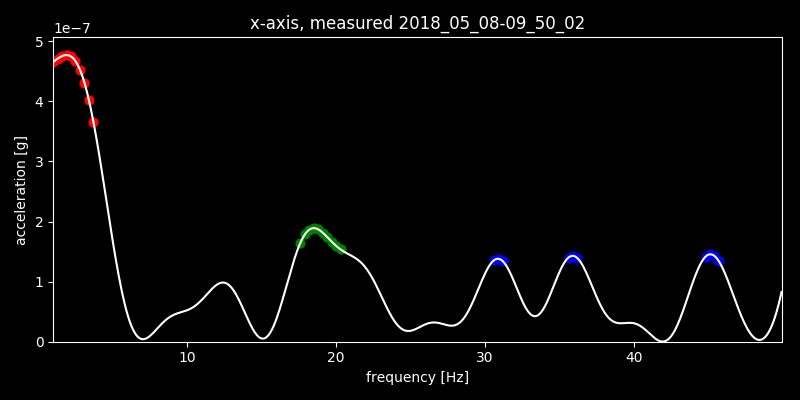 x-axis, measured 2018_05_08-09_50_02
1e−7
5
4
3
2
1
0
acceleration [g]
10 20 30 40
frequency [Hz]